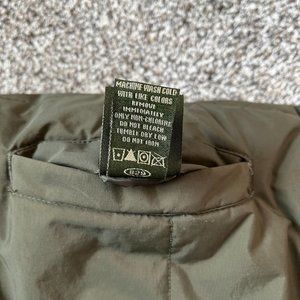 MACHINE WASH COLD
WITH LIKE COLORS
REMOVE
IMMEDIATELY
ONLY NON-CHLORINE
DO NOT BLEACH
TUMBLE DRY LOW
DO NOT IRON
829